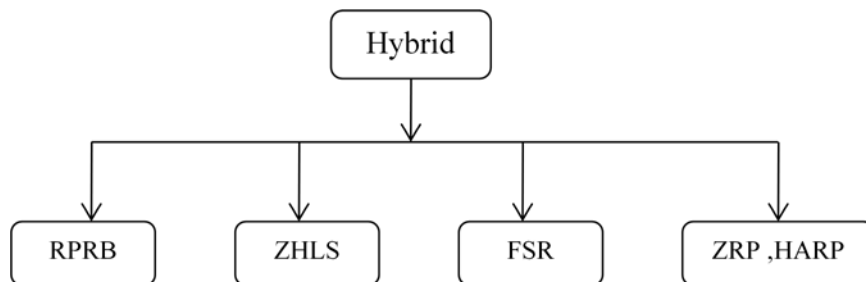 Hybrid
RPRB
ZHLS
FSR
ZRP ,HARP